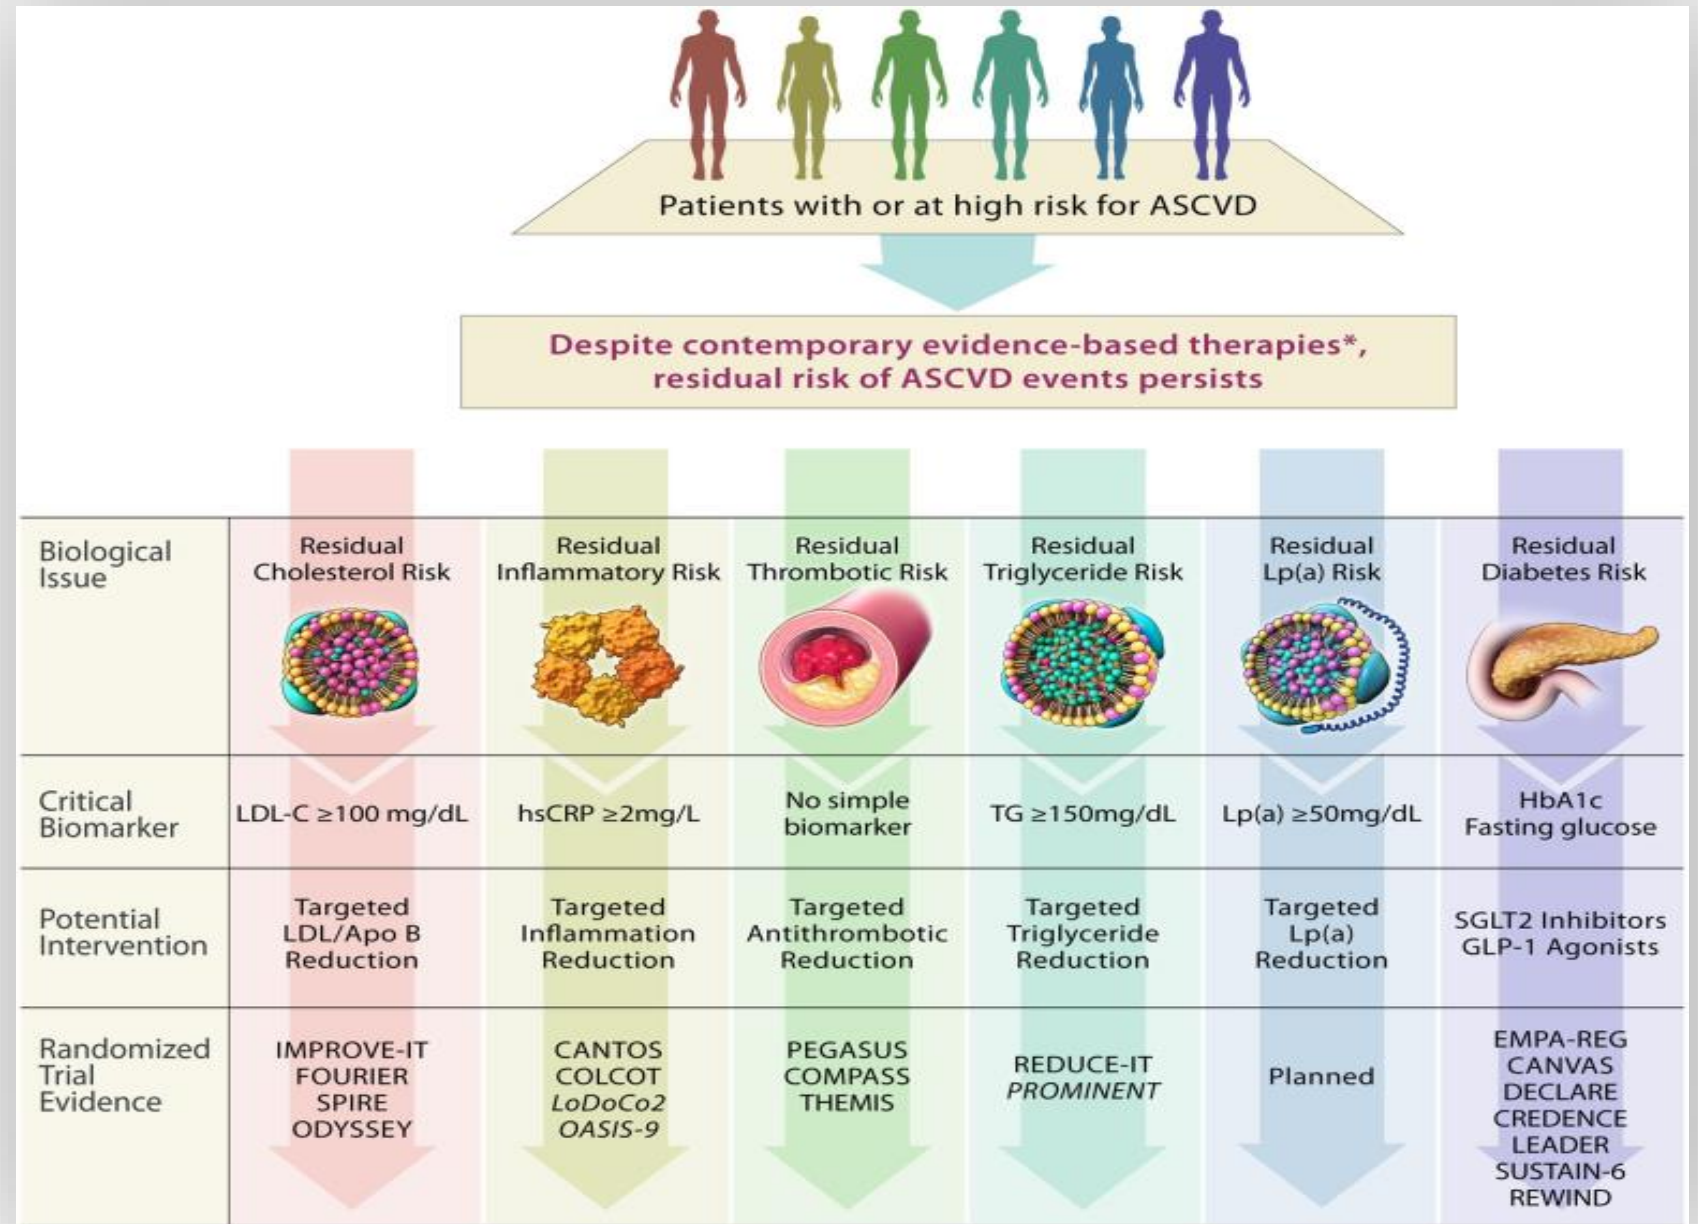 Patients with or at high risk for ASCVD
Despite contemporary evidence-based therapies*,
residual risk of ASCVD events persists
Biological
Issue
Residual
Cholesterol Risk
Residual
Inflammatory Risk
Residual
Thrombotic Risk
Residual
Triglyceride Risk
Residual
Lp(a) Risk
Residual
Diabetes Risk
Critical
Biomarker
LDL-C ≥100 mg/dL
hsCRP ≥2mg/L
No simple
biomarker
TG ≥150mg/dL
Lp(a) ≥50mg/dL
HbA1c
Fasting glucose
Potential
Intervention
Targeted
LDL/Apo B
Reduction
Targeted
Inflammation
Reduction
Targeted
Antithrombotic
Reduction
Targeted
Triglyceride
Reduction
Targeted
Lp(a)
Reduction
SGLT2 Inhibitors
GLP-1 Agonists
Randomized
Trial
Evidence
IMPROVE-IT
FOURIER
SPIRE
ODYSSEY
CANTOS
COLCOT
LoDoCo2
OASIS-9
PEGASUS
COMPASS
THEMIS
REDUCE-IT
PROMINENT
Planned
EMPA-REG
CANVAS
DECLARE
CREDENCE
LEADER
SUSTAIN-6
REWIND